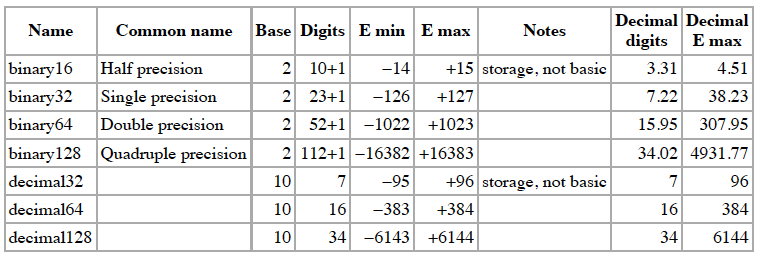 Name Common name Base Digits E min E max Notes Decimal digits Decimal E max
binary16 Half precision 2 10+1 −14 +15 storage, not basic 3.31 4.51
binary32 Single precision 2 23+1 −126 +127 7.22 38.23
binary64 Double precision 2 52+1 −1022 +1023 15.95 307.95
binary128 Quadruple precision 2 112+1 −16382 +16383 34.02 4931.77
decimal32 10 7 −95 +96 storage, not basic 7 96
decimal64 10 16 −383 +384 16 384
decimal128 10 34 −6143 +6144 34 6144